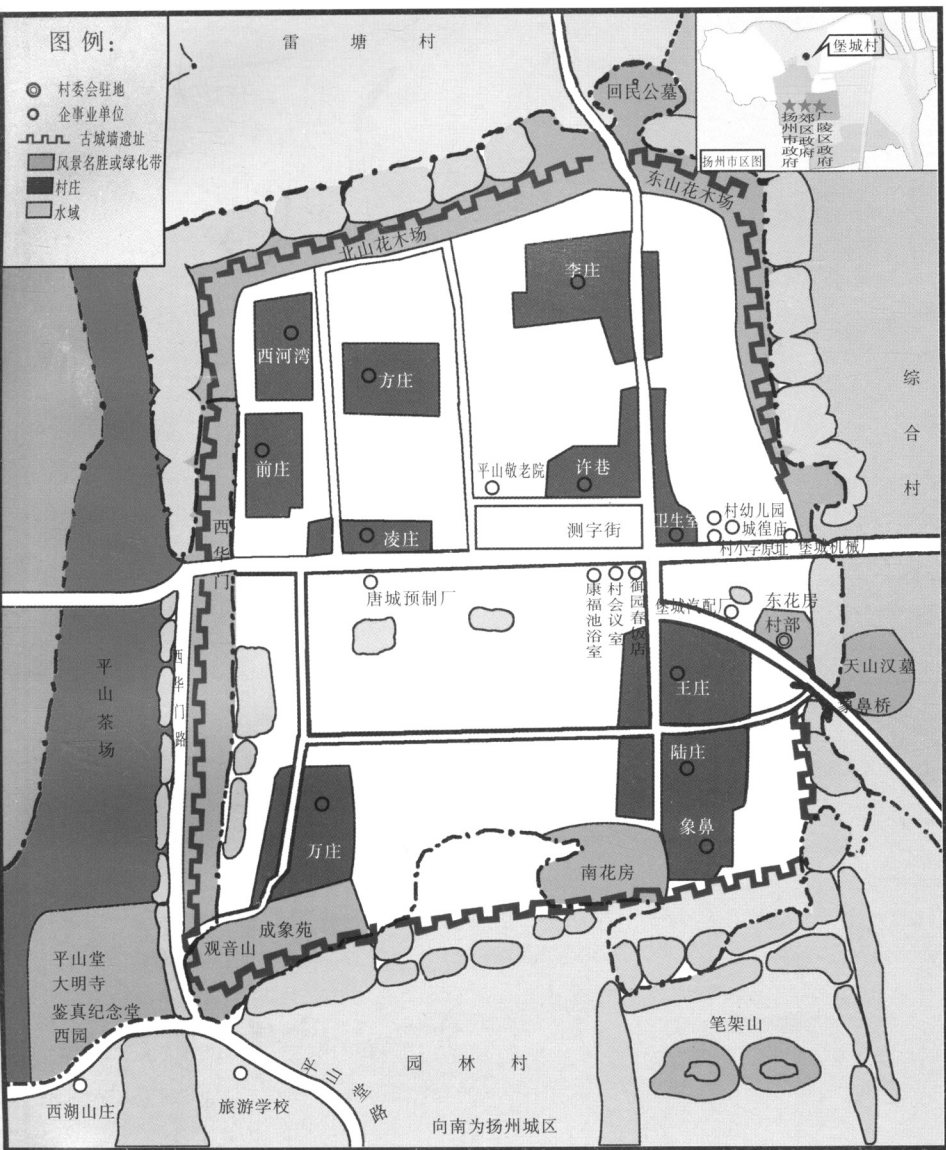 图例：
村委会驻地
企事业单位
古城墙遗址
风景名胜或绿化带
村庄
水域
雷塘村
回民公墓
堡城村
扬州市政府
郊区政府
广陵区政府
扬州市区图
东山花木场
北山花木场
李庄
西河湾
方庄
综合村
前庄
平山敬老院
许巷
西华门
凌庄
测字街
卫生室
村幼儿园
城徨庙
村小学原址
堡城机械厂
唐城预制厂
康福池浴室
村会议室
御园春饭店
堡城汽配厂
东花房
村部
天山汉墓
象鼻桥
平山茶场
西华门路
王庄
陆庄
象鼻
万庄
南花房
成象苑
观音山
平山堂
大明寺
鉴真纪念堂
西园
笔架山
园林村
平山堂路
西湖山庄
旅游学校
向南为扬州城区